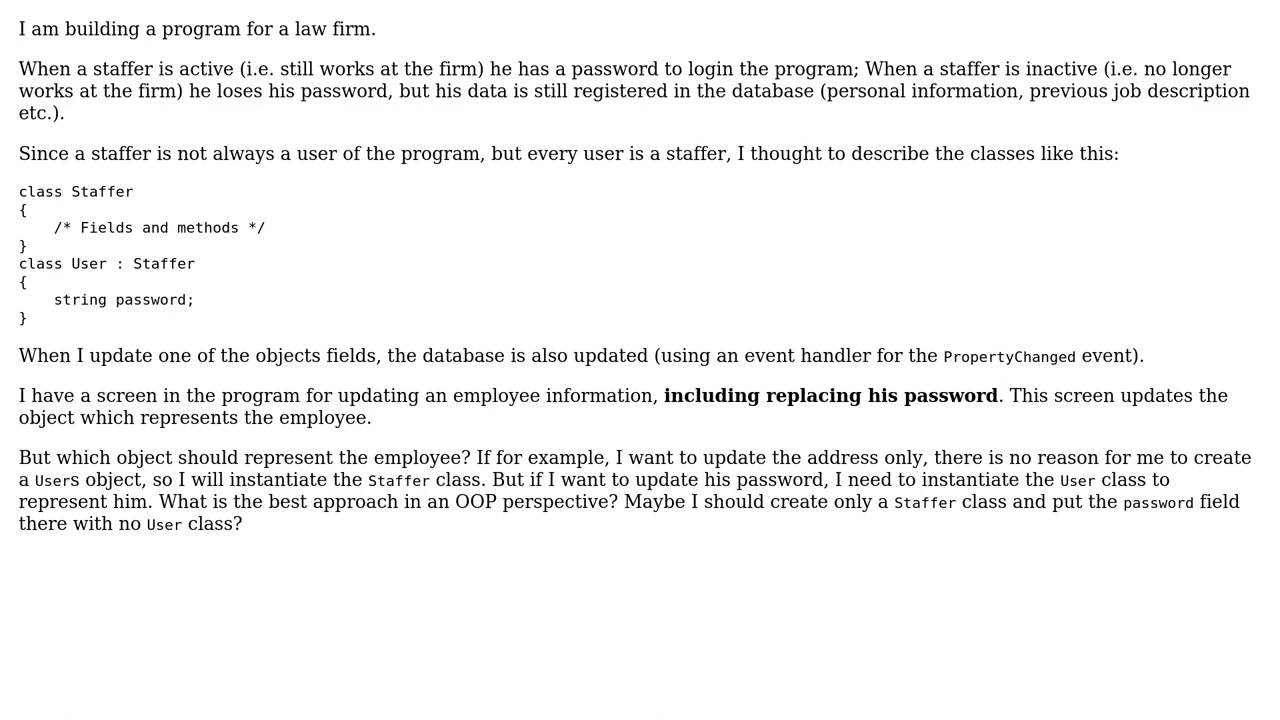 I am building a program for a law firm.
When a staffer is active (i.e. still works at the firm) he has a password to login the program; When a staffer is inactive (i.e. no longer
works at the firm) he loses his password, but his data is still registered in the database (personal information, previous job description
etc.).
Since a staffer is not always a user of the program, but every user is a staffer, I thought to describe the classes like this:
class Staffer
{
    /* Fields and methods */
}
class User : Staffer
{
    string password;
}
When I update one of the objects fields, the database is also updated (using an event handler for the PropertyChanged event).
I have a screen in the program for updating an employee information, including replacing his password. This screen updates the
object which represents the employee.
But which object should represent the employee? If for example, I want to update the address only, there is no reason for me to create
a Users object, so I will instantiate the Staffer class. But if I want to update his password, I need to instantiate the User class to
represent him. What is the best approach in an OOP perspective? Maybe I should create only a Staffer class and put the password field
there with no User class?